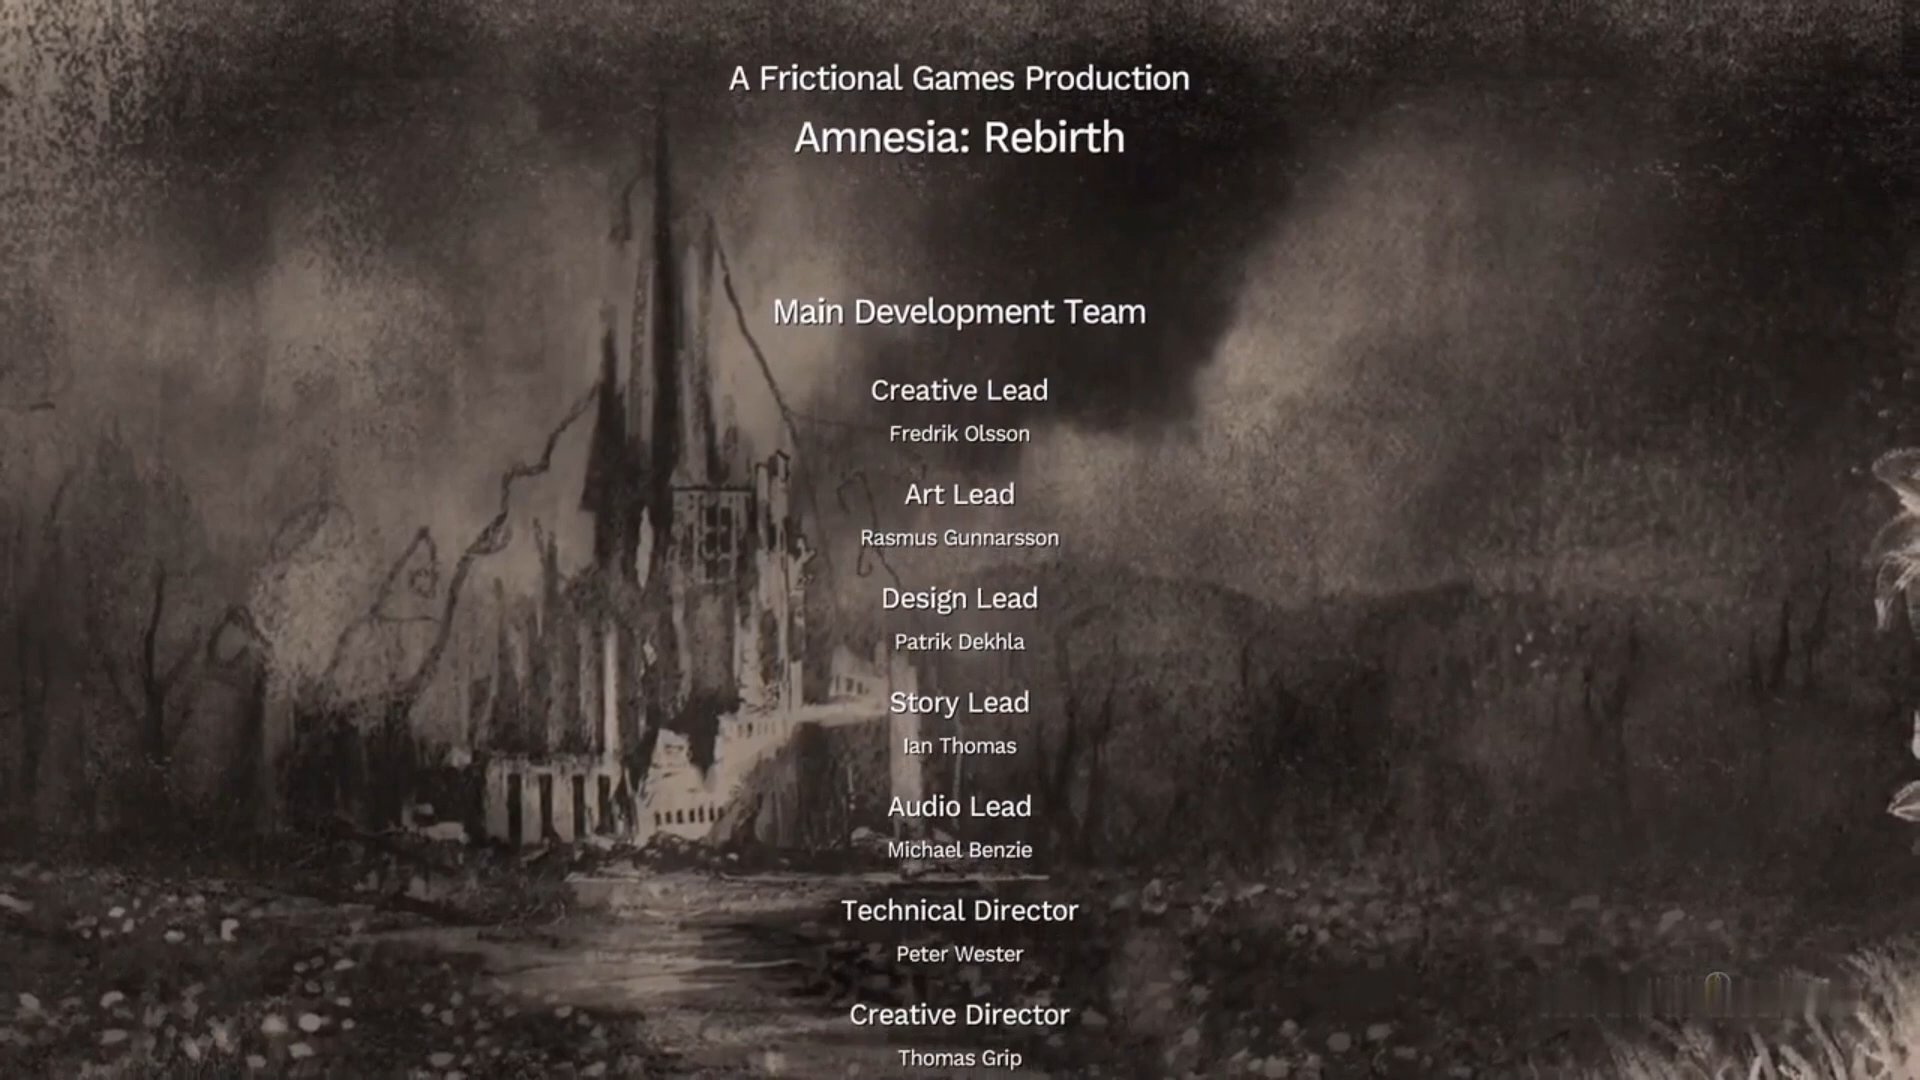 A Frictional Games Production
Amnesia: Rebirth
Main Development Team
Creative Lead
Fredrik Olsson
Art Lead
Rasmus Gunnarsson
Design Lead
Patrik Dekhla
Story Lead
Ian Thomas
Audio Lead
Michael Benzie
Technical Director
Peter Wester
Creative Director
Thomas Grip